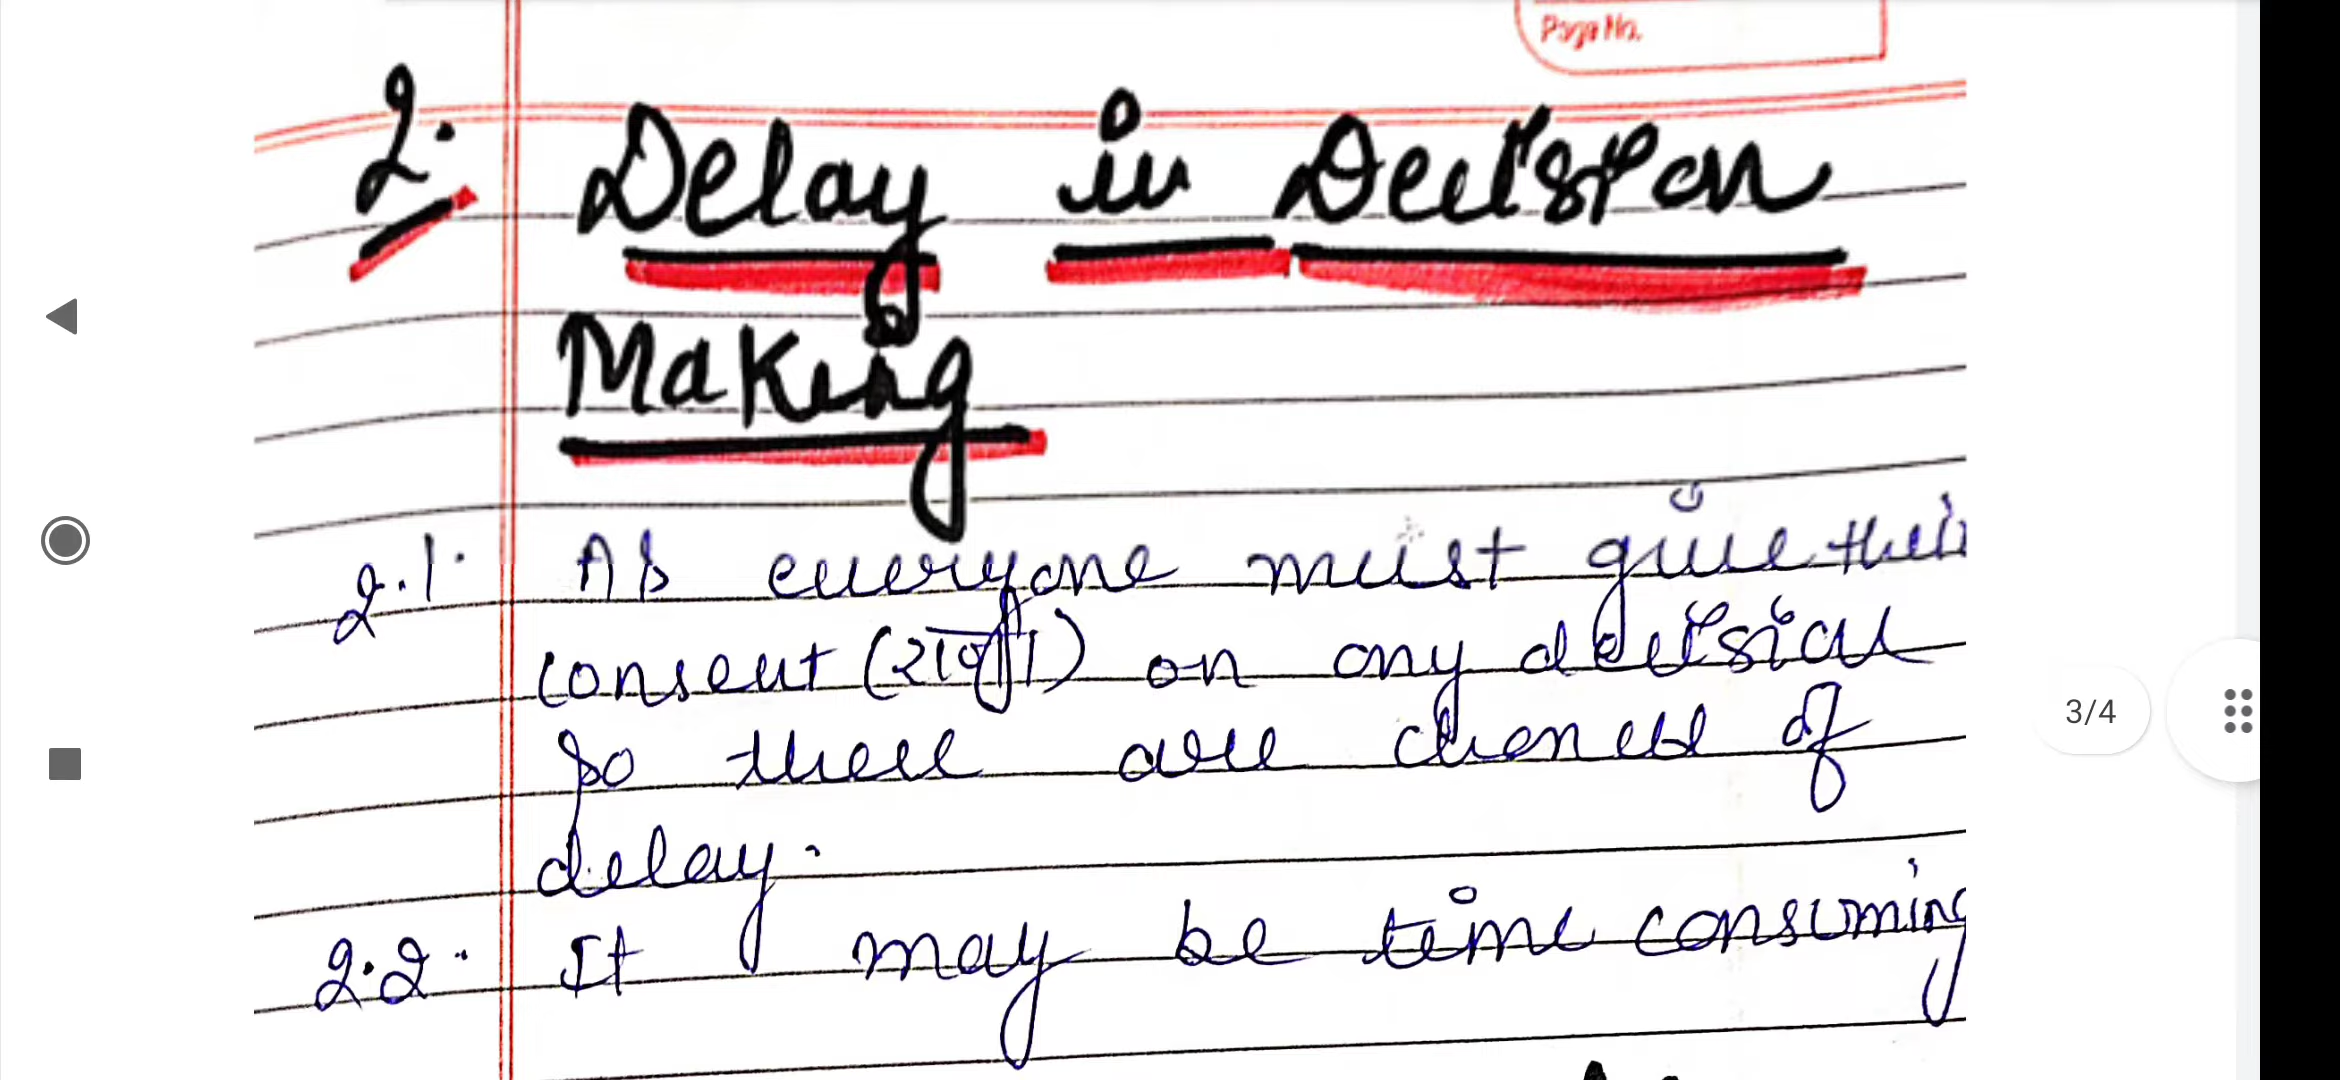 Page No.
2. Delay in Decision
Making
2.1. As everyone must give their
consent (राजी) on any decision
so there are chances of
delay.
2.2. It may be time consuming
3/4